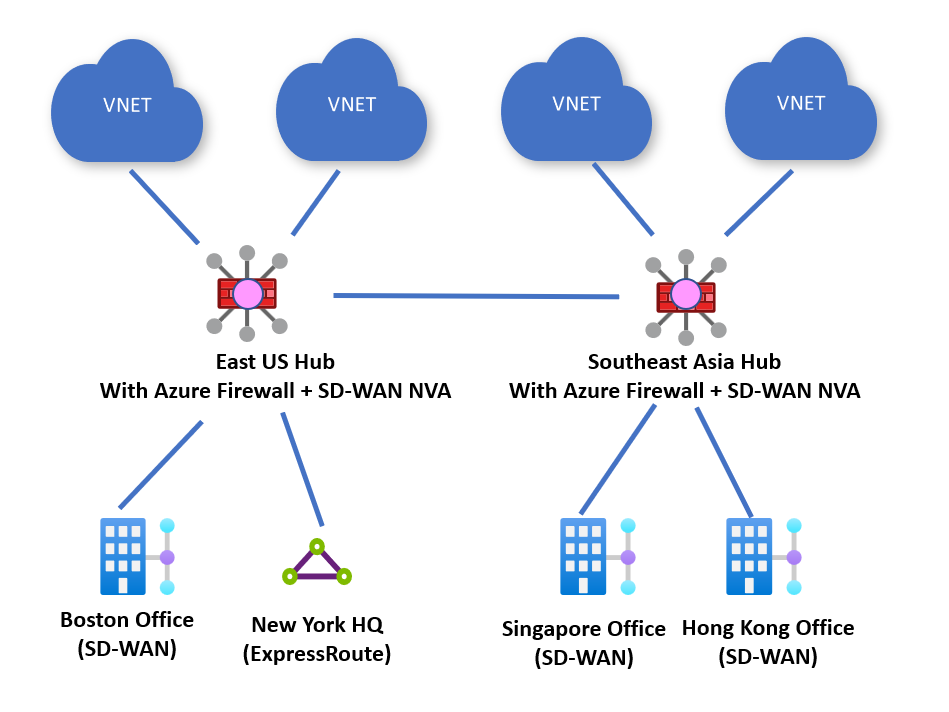 VNET
VNET
VNET
VNET
East US Hub
With Azure Firewall + SD-WAN NVA
Southeast Asia Hub
With Azure Firewall + SD-WAN NVA
Boston Office
(SD-WAN)
New York HQ
(ExpressRoute)
Singapore Office
(SD-WAN)
Hong Kong Office
(SD-WAN)